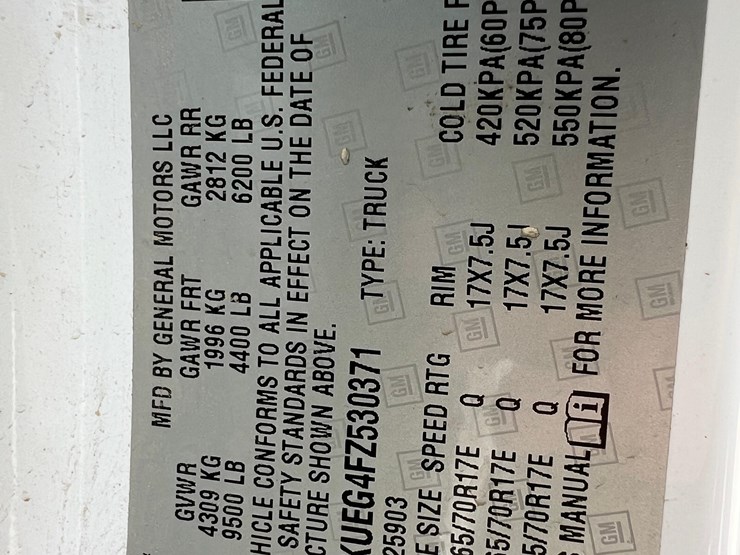 MFD BY GENERAL MOTORS LLC
GVWR GAWR FRT GAWR RR
4309 KG 1996 KG 2812 KG
9500 LB 4400 LB 6200 LB
CONFORMS TO ALL APPLICABLE U.S. FEDERAL
SAFETY STANDARDS IN EFFECT ON THE DATE OF
SHOWN ABOVE.
KUEG4FZ530371 TYPE: TRUCK
25903
SIZE SPEED RTG RIM COLD TIRE
65/70R17E Q 17X7.5J 420KPA(60P
5/70R17E Q 17X7.5J 520KPA(75P
5/70R17E Q 17X7.5J 550KPA(80P
MANUAL i FOR MORE INFORMATION.